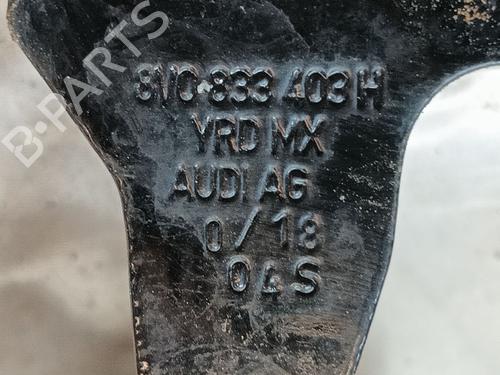 B-PARTS
8V0 833 403 H
YRD MX
AUDI AG
0/18
04S